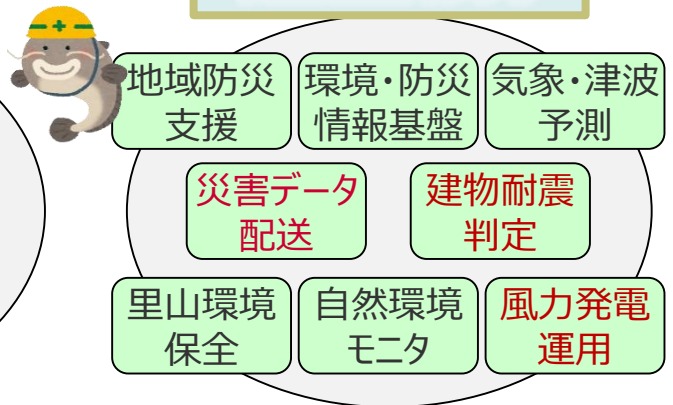 地域防災
支援
環境・防災
情報基盤
気象・津波
予測
災害データ
配送
建物耐震
判定
里山環境
保全
自然環境
モニタ
風力発電
運用